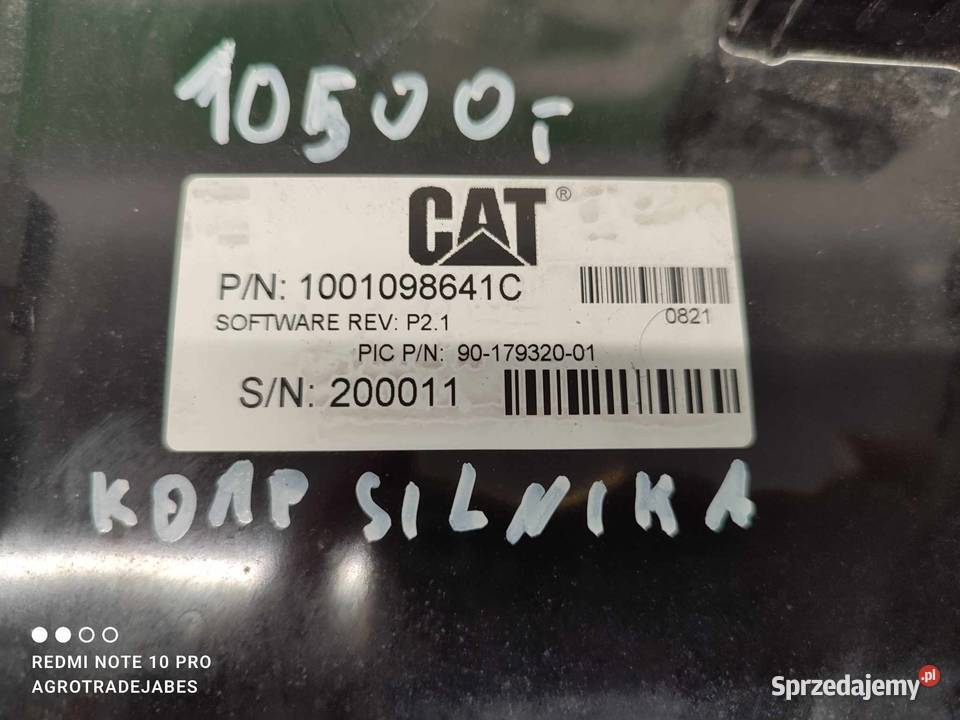 10500,-
CAT®
P/N: 1001098641C
SOFTWARE REV: P2.1
0821
PIC P/N: 90-179320-01
S/N: 200011
KOMP SILNIKA
REDMI NOTE 10 PRO
AGROTRADEJABES
Sprzedajemy.pl